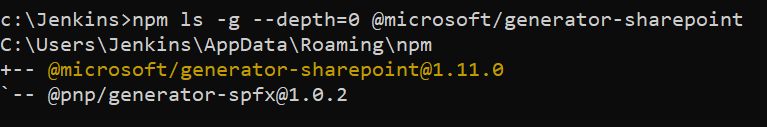 c:\Jenkins>npm ls -g --depth=0 @microsoft/generator-sharepoint
C:\Users\Jenkins\AppData\Roaming\npm
+-- @microsoft/generator-sharepoint@1.11.0
`-- @pnp/generator-spfx@1.0.2